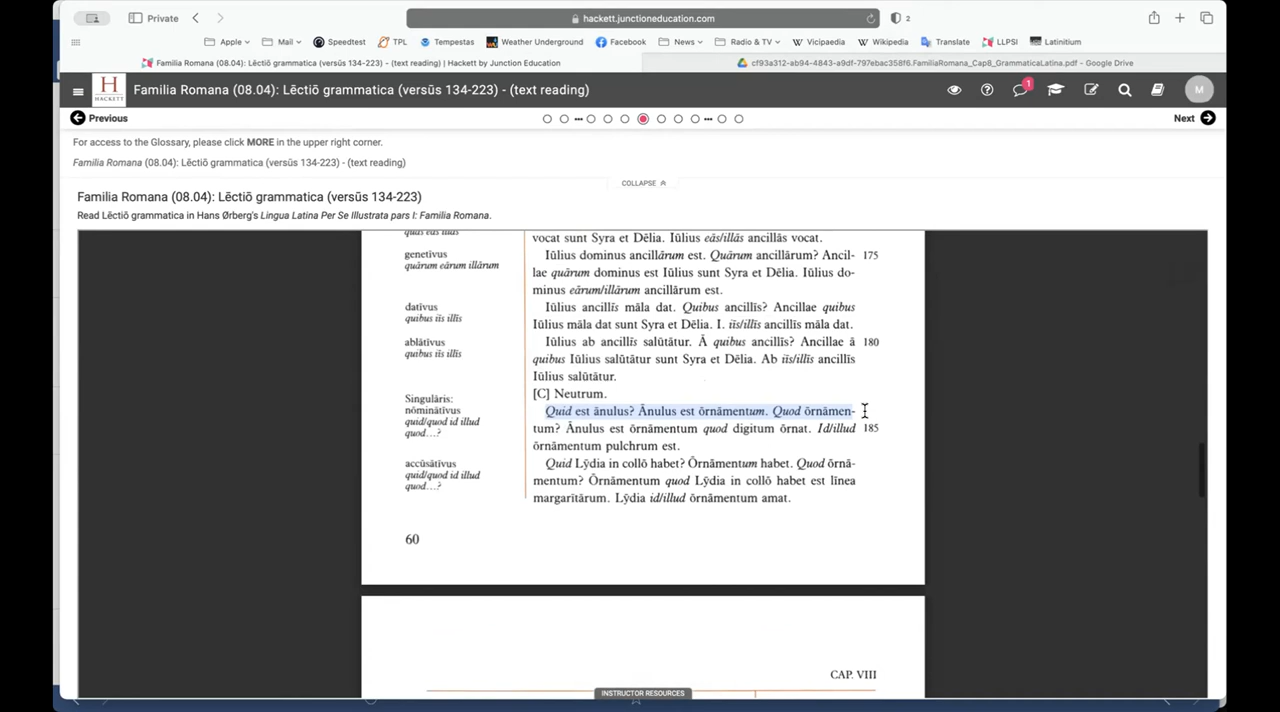 Private
hackett.junctioneducation.com
2
Apple
Mail
Speedtest
TPL
Tempestas
Weather Underground
Facebook
News
Radio & TV
Vicipaedia
Wikipedia
Translate
LLPSI
Latinitium
Familia Romana (08.04): Lēctiō grammatica (versūs 134-223) - (text reading) | Hackett by Junction Education
cf93a312-ab94-4843-a9df-797ebac358f6.FamiliaRomana_Cap8_GrammaticaLatina.pdf - Google Drive
H
HACKETT
Familia Romana (08.04): Lēctiō grammatica (versūs 134-223) - (text reading)
1
M
Previous
Next
For access to the Glossary, please click MORE in the upper right corner.
Familia Romana (08.04): Lēctiō grammatica (versūs 134-223) - (text reading)
COLLAPSE
Familia Romana (08.04): Lēctiō grammatica (versūs 134-223)
Read Lēctiō grammatica in Hans Ørberg's Lingua Latina Per Se Illustrata pars I: Familia Romana.
quās eās illās
vocat sunt Syra et Dēlia. Iūlius eās/illās ancillās vocat.
genetīvus
quārum eārum illārum
Iūlius dominus ancillārum est. Quārum ancillārum? Ancil- 175
lae quārum dominus est Iūlius sunt Syra et Dēlia. Iūlius do-
minus eārum/illārum ancillārum est.
datīvus
quibus iīs illīs
Iūlius ancillīs māla dat. Quibus ancillīs? Ancillae quibus
Iūlius māla dat sunt Syra et Dēlia. I. iīs/illīs ancillīs māla dat.
ablātīvus
quibus iīs illīs
Iūlius ab ancillīs salūtātur. Ā quibus ancillīs? Ancillae ā 180
quibus Iūlius salūtātur sunt Syra et Dēlia. Ab iīs/illīs ancillīs
Iūlius salūtātur.
[C] Neutrum.
Singulāris:
nōminātīvus
quid/quod id illud
quod...?
Quid est ānulus? Ānulus est ōrnāmentum. Quod ōrnāmen-
tum? Ānulus est ōrnāmentum quod digitum ōrnat. Id/illud 185
ōrnāmentum pulchrum est.
accūsātīvus
quid/quod id illud
quod...?
Quid Lȳdia in collō habet? Ōrnāmentum habet. Quod ōrnā-
mentum? Ōrnāmentum quod Lȳdia in collō habet est līnea
margarītārum. Lȳdia id/illud ōrnāmentum amat.
60
CAP. VIII
INSTRUCTOR RESOURCES